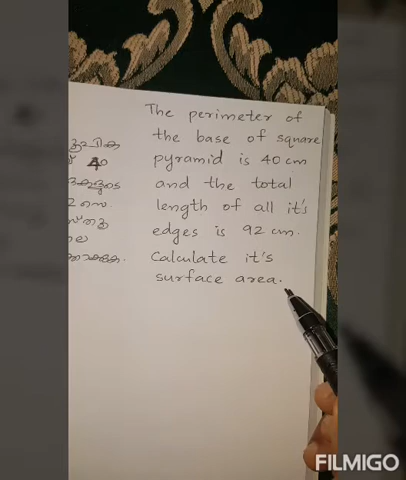 The perimeter of
the base of square
40 pyramid is 40 cm
and the total
length of all it's
edges is 92 cm.
Calculate it's
surface area.
FILMIGO